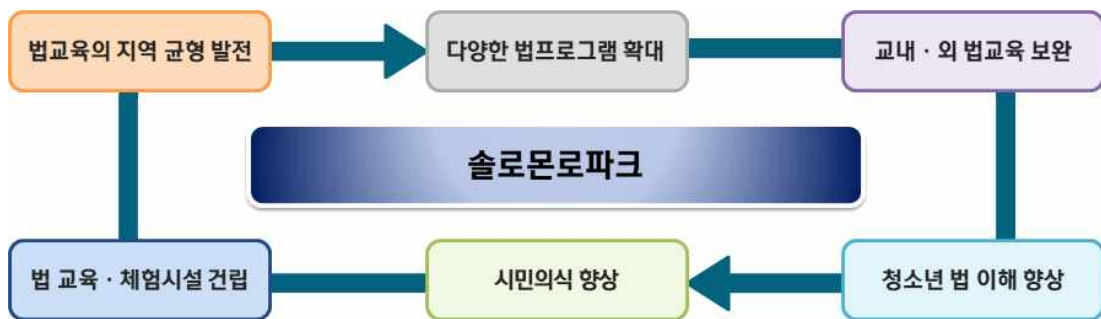 법교육의 지역 균형 발전
다양한 법프로그램 확대
교내 · 외 법교육 보완
솔로몬로파크
법 교육 · 체험시설 건립
시민의식 향상
청소년 법 이해 향상